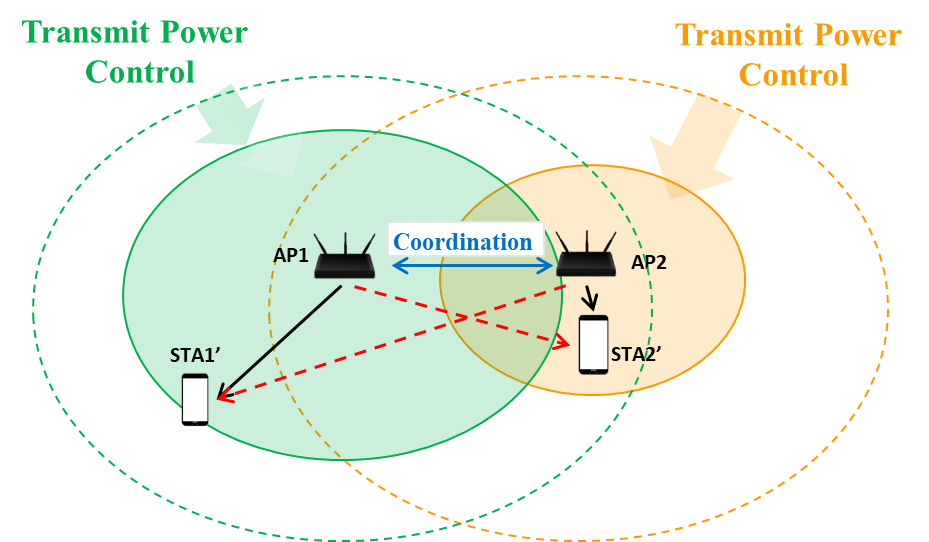 Transmit Power
Control
Transmit Power
Control
Coordination
AP1
AP2
STA1’
STA2’